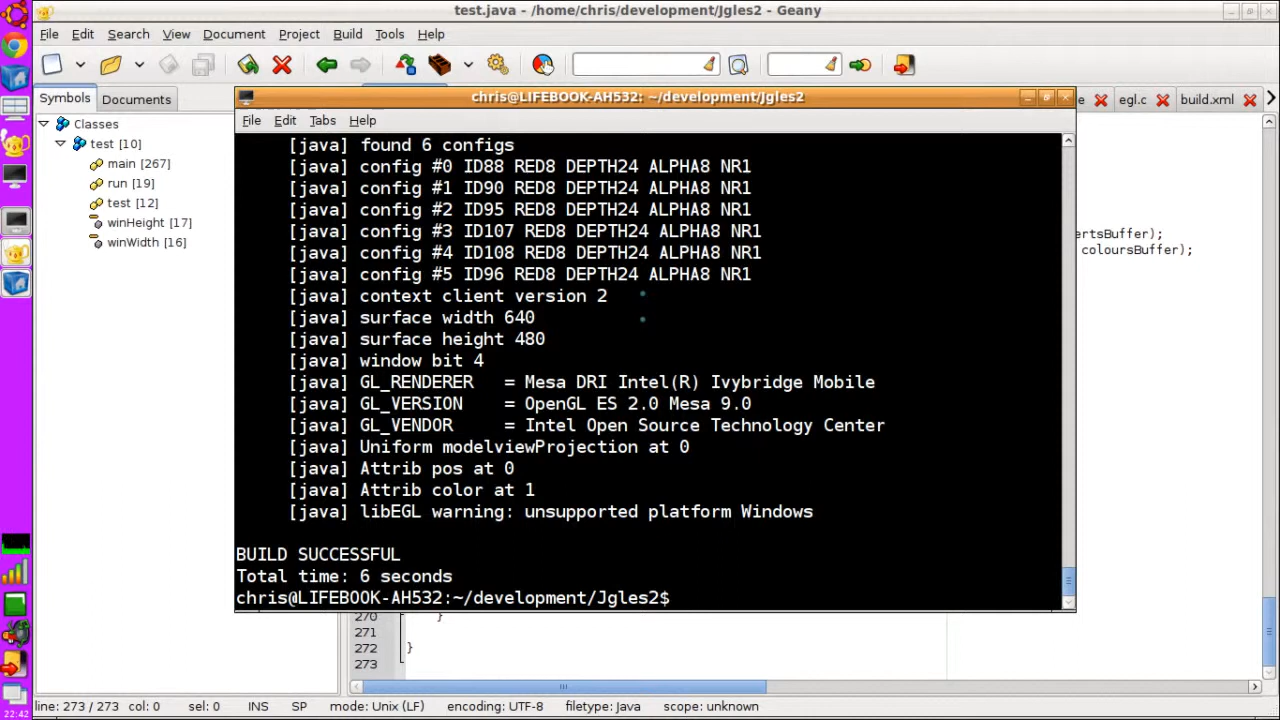 test.java - /home/chris/development/Jgles2 - Geany
File Edit Search View Document Project Build Tools Help
Symbols Documents
egl.c build.xml
Classes
test [10]
main [267]
run [19]
test [12]
winHeight [17]
winWidth [16]
chris@LIFEBOOK-AH532: ~/development/Jgles2
File Edit Tabs Help
[java] found 6 configs
[java] config #0 ID88 RED8 DEPTH24 ALPHA8 NR1
[java] config #1 ID90 RED8 DEPTH24 ALPHA8 NR1
[java] config #2 ID95 RED8 DEPTH24 ALPHA8 NR1
[java] config #3 ID107 RED8 DEPTH24 ALPHA8 NR1
[java] config #4 ID108 RED8 DEPTH24 ALPHA8 NR1
[java] config #5 ID96 RED8 DEPTH24 ALPHA8 NR1
[java] context client version 2
[java] surface width 640
[java] surface height 480
[java] window bit 4
[java] GL_RENDERER   = Mesa DRI Intel(R) Ivybridge Mobile
[java] GL_VERSION    = OpenGL ES 2.0 Mesa 9.0
[java] GL_VENDOR     = Intel Open Source Technology Center
[java] Uniform modelviewProjection at 0
[java] Attrib pos at 0
[java] Attrib color at 1
[java] libEGL warning: unsupported platform Windows
BUILD SUCCESSFUL
Total time: 6 seconds
chris@LIFEBOOK-AH532:~/development/Jgles2$
ertsBuffer);
coloursBuffer);
270 }
271
272 }
273
line: 273 / 273 col: 0 sel: 0 INS SP mode: Unix (LF) encoding: UTF-8 filetype: Java scope: unknown
22:42